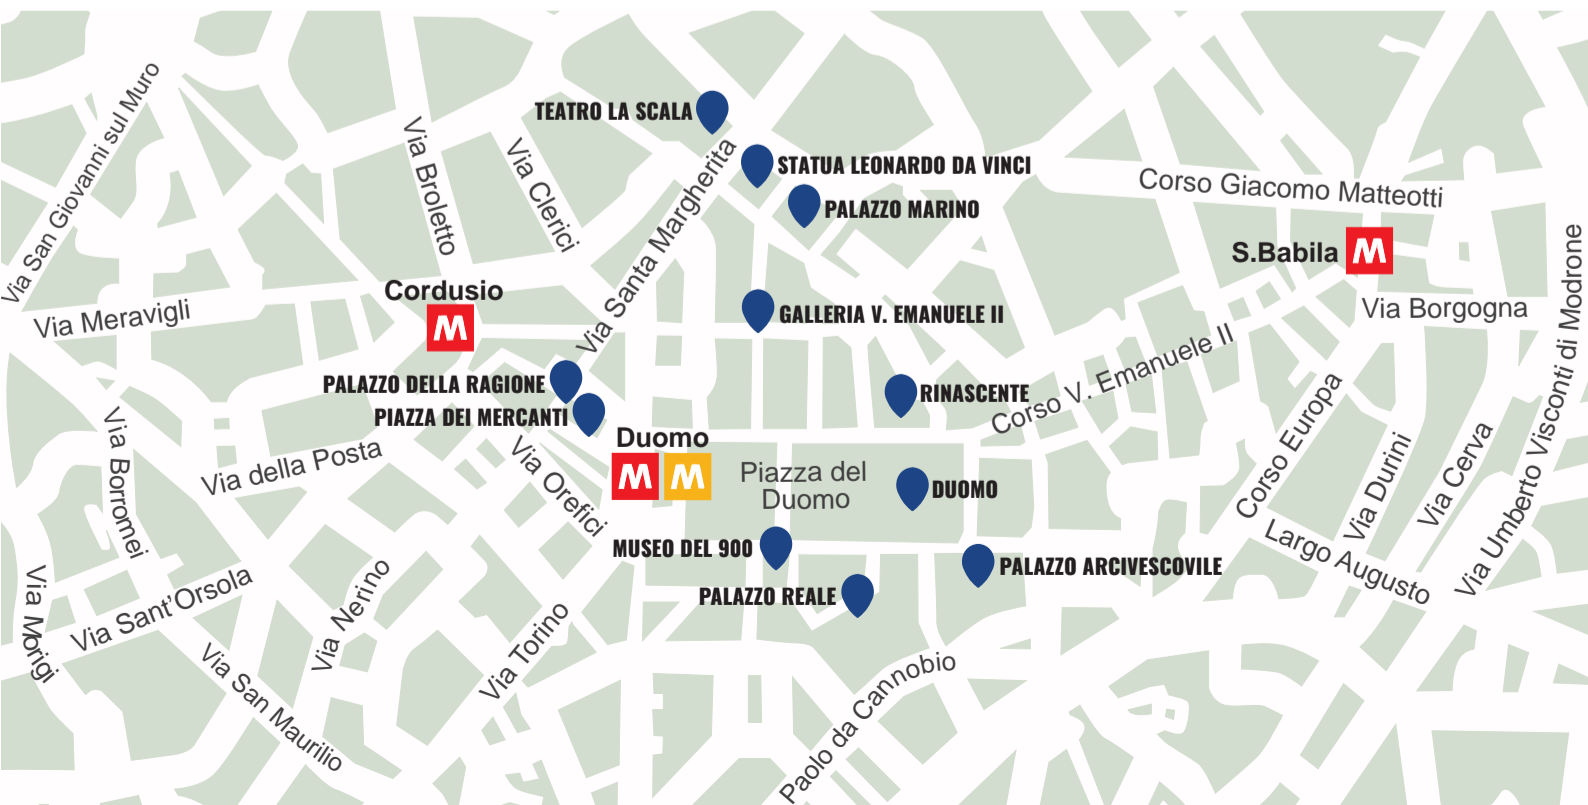 TEATRO LA SCALA
STATUA LEONARDO DA VINCI
PALAZZO MARINO
Via San Giovanni sul Muro
Via Broletto
Via Clerici
Via Santa Margherita
Corso Giacomo Matteotti
S.Babila
M
Via Borgogna
Via Umberto Visconti di Modrone
Via Meravigli
Cordusio
M
GALLERIA V. EMANUELE II
PALAZZO DELLA RAGIONE
PIAZZA DEI MERCANTI
RINASCENTE
Corso V. Emanuele II
Duomo
M
M
Piazza del
Duomo
DUOMO
Via Borromei
Via della Posta
Via Orefici
Corso Europa
Via Durini
Via Cerva
Largo Augusto
MUSEO DEL 900
PALAZZO REALE
PALAZZO ARCIVESCOVILE
Via Morigi
Via Sant'Orsola
Via Nerino
Via Torino
Via San Maurilio
Paolo da Cannobio